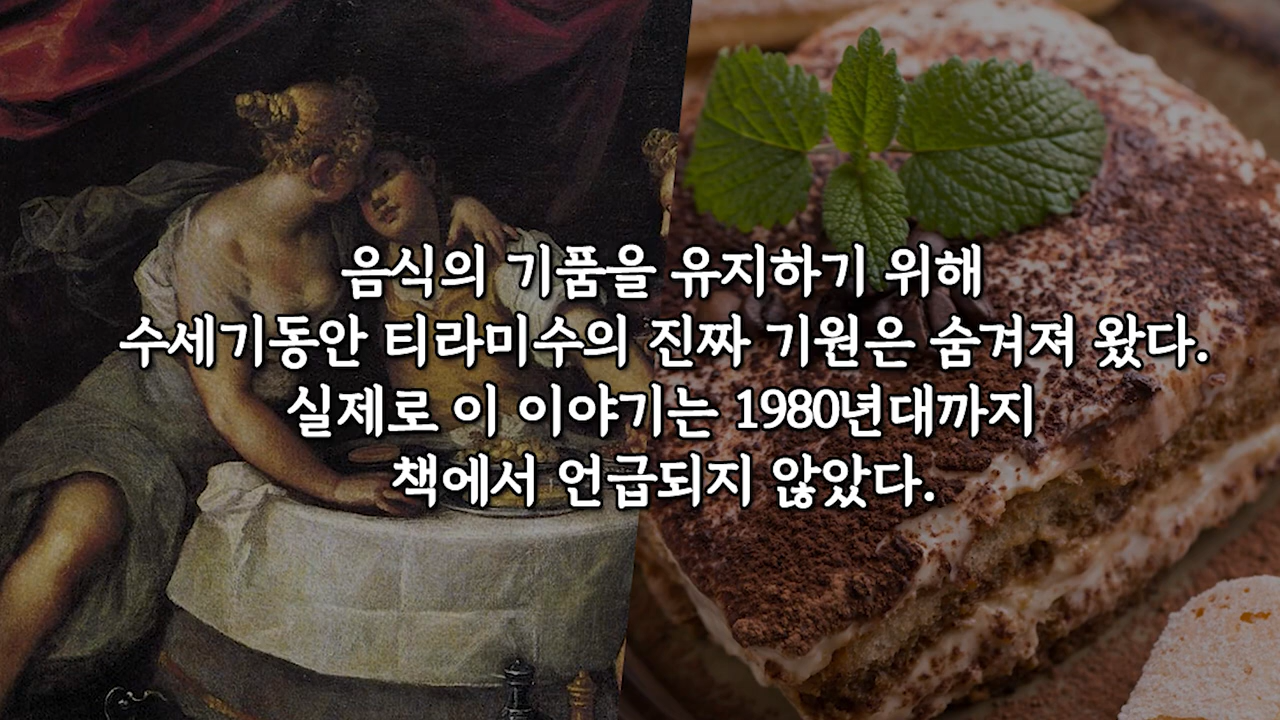 음식의 기품을 유지하기 위해
수세기동안 티라미수의 진짜 기원은 숨겨져 왔다.
실제로 이 이야기는 1980년대까지
책에서 언급되지 않았다.